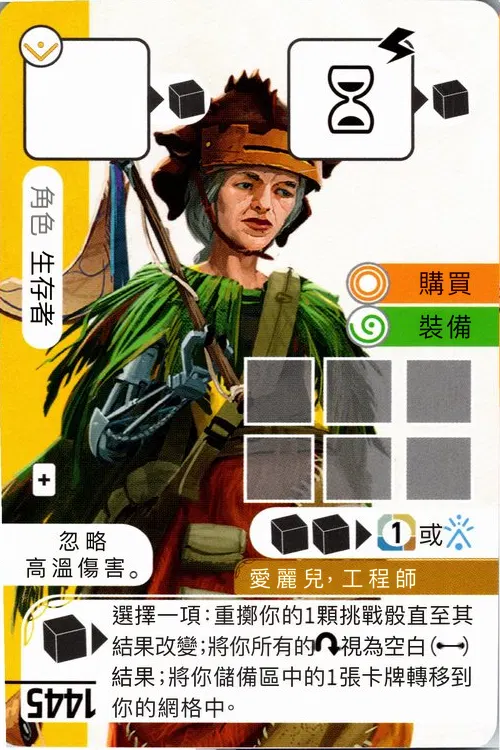 角色 生存者
購買
裝備
+
忽略
高溫傷害。
1 或
愛麗兒, 工程師
選擇一項:重擲你的1顆挑戰骰直至其
結果改變;將你所有的視為空白()
結果;將你儲備區中的1張卡牌轉移到
你的網格中。
1445